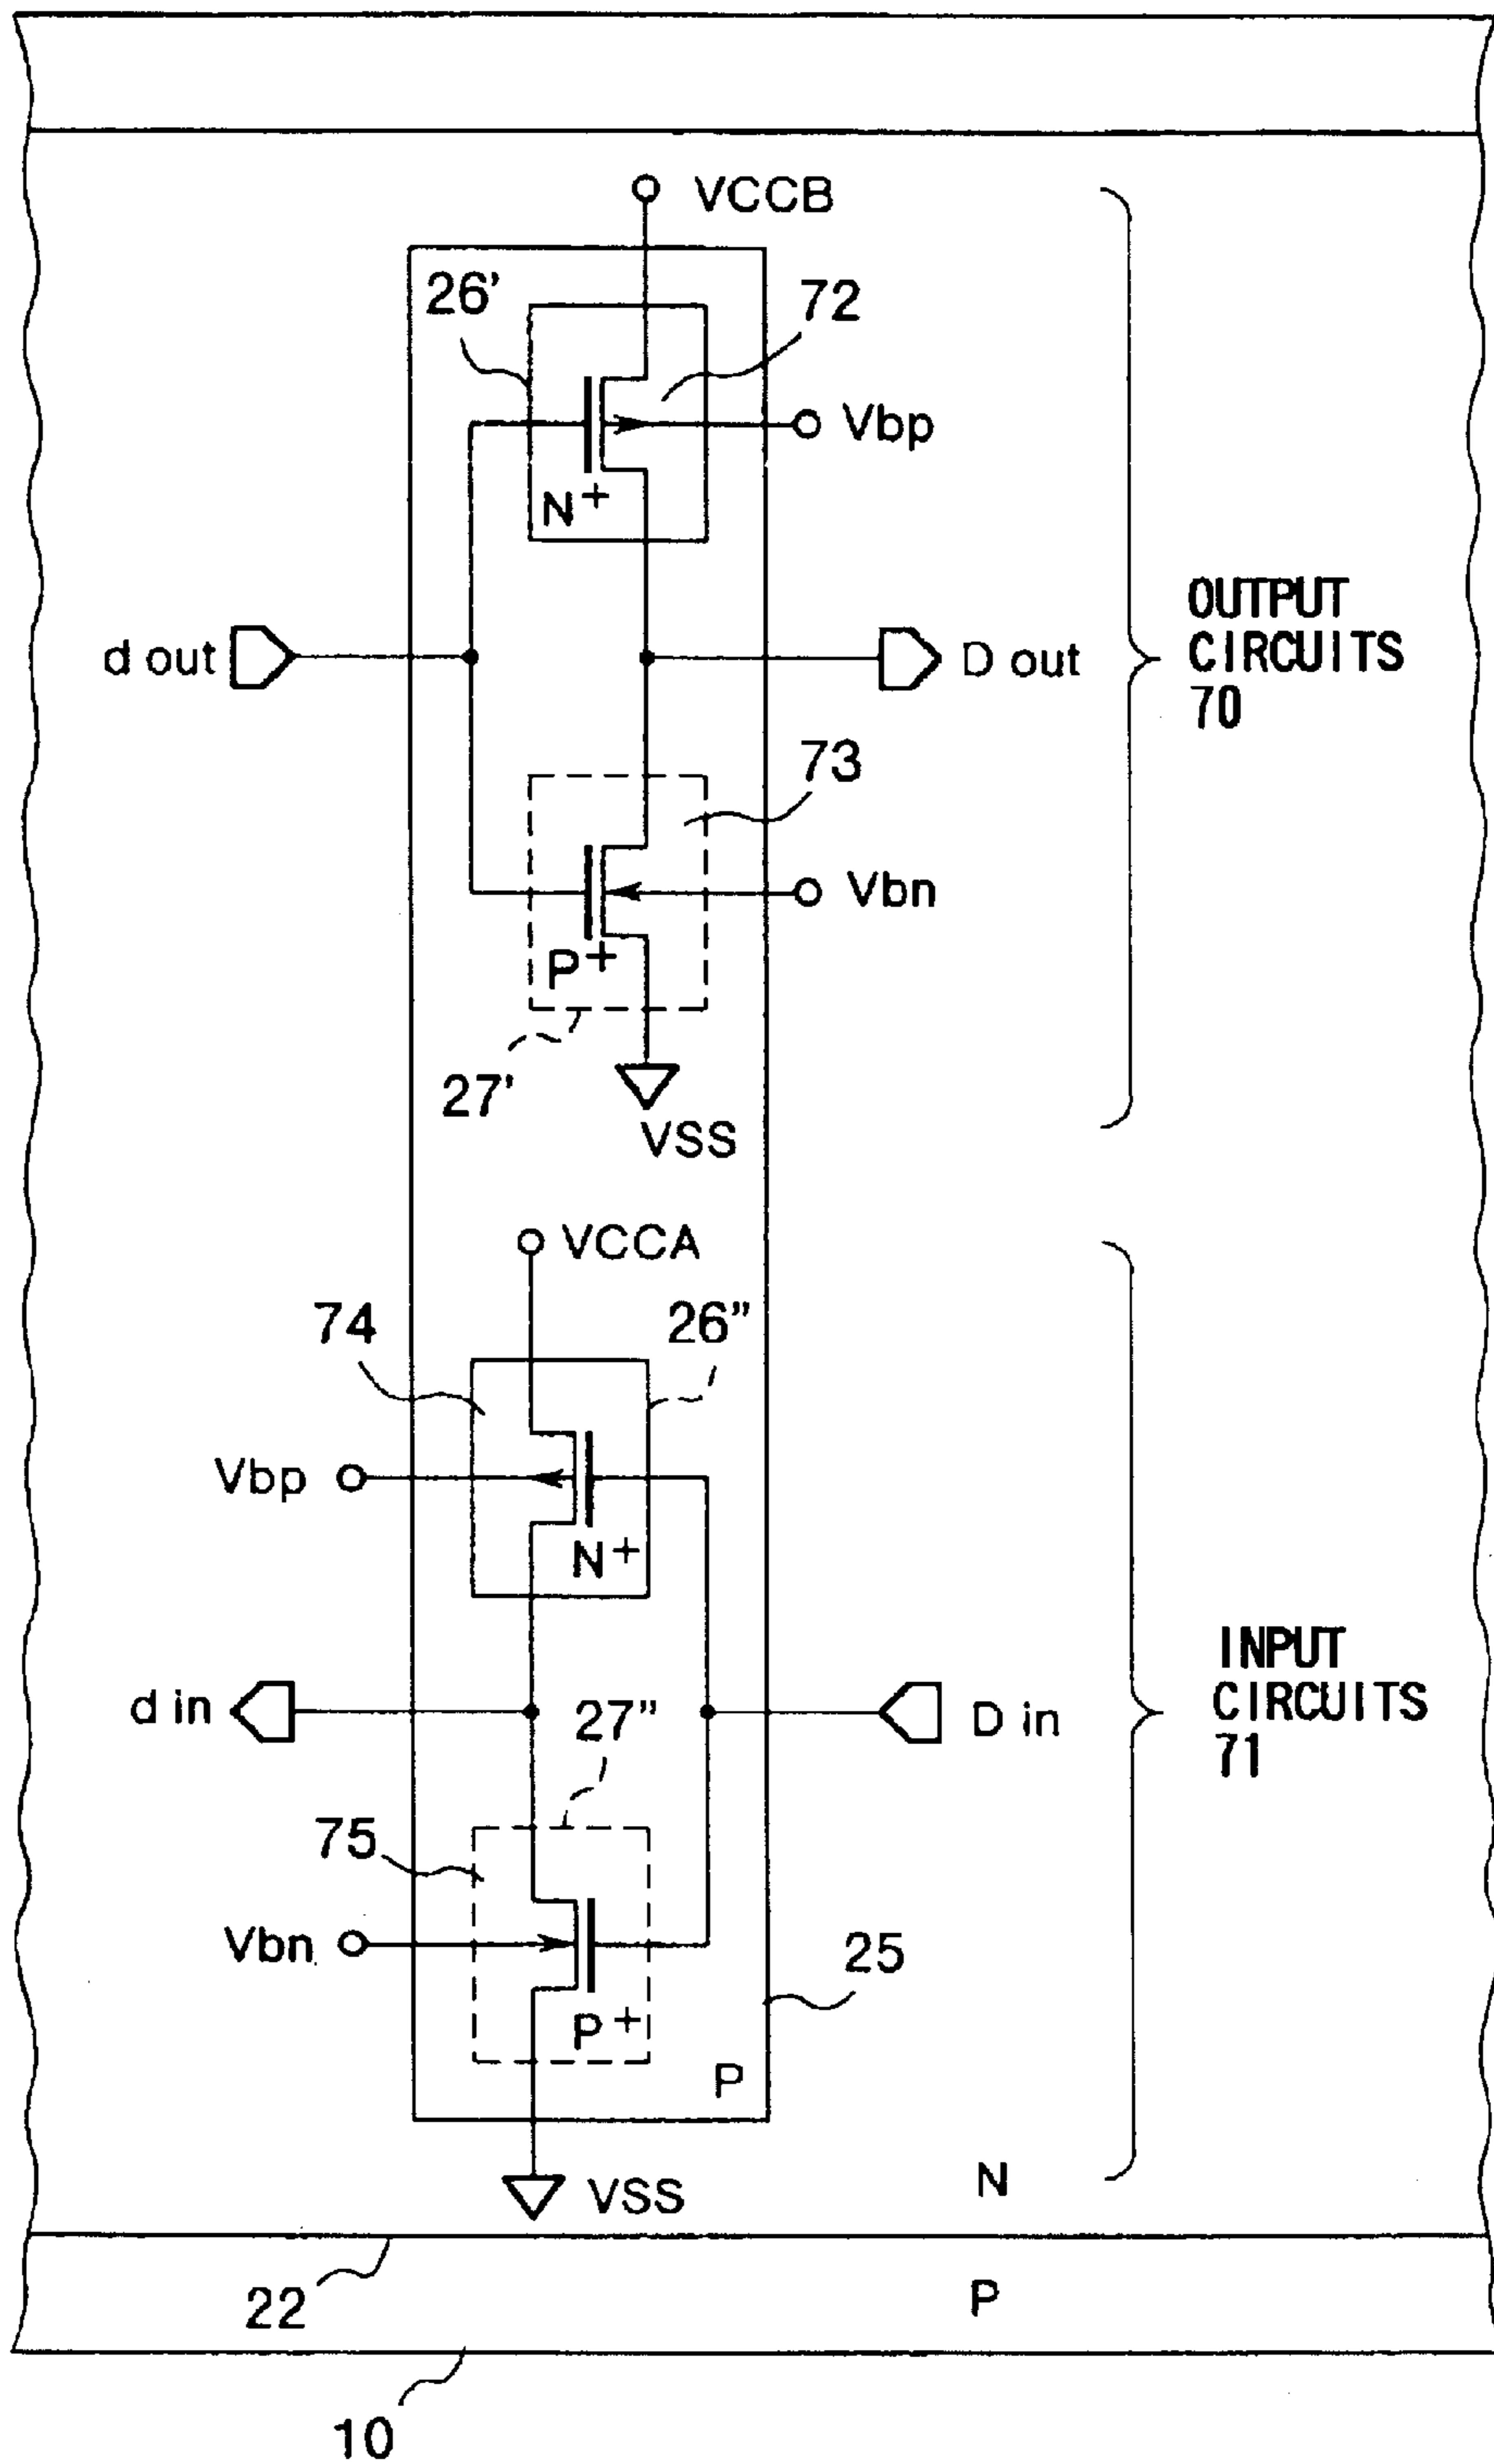 VCCB
26'
72
Vbp
N+
d out
D out
OUTPUT
CIRCUITS
70
73
Vbn
P+
27'
VSS
VCCA
74
26"
Vbp
N+
d in
27"
D in
INPUT
CIRCUITS
71
75
Vbn
25
P+
P
VSS
N
22
P
10